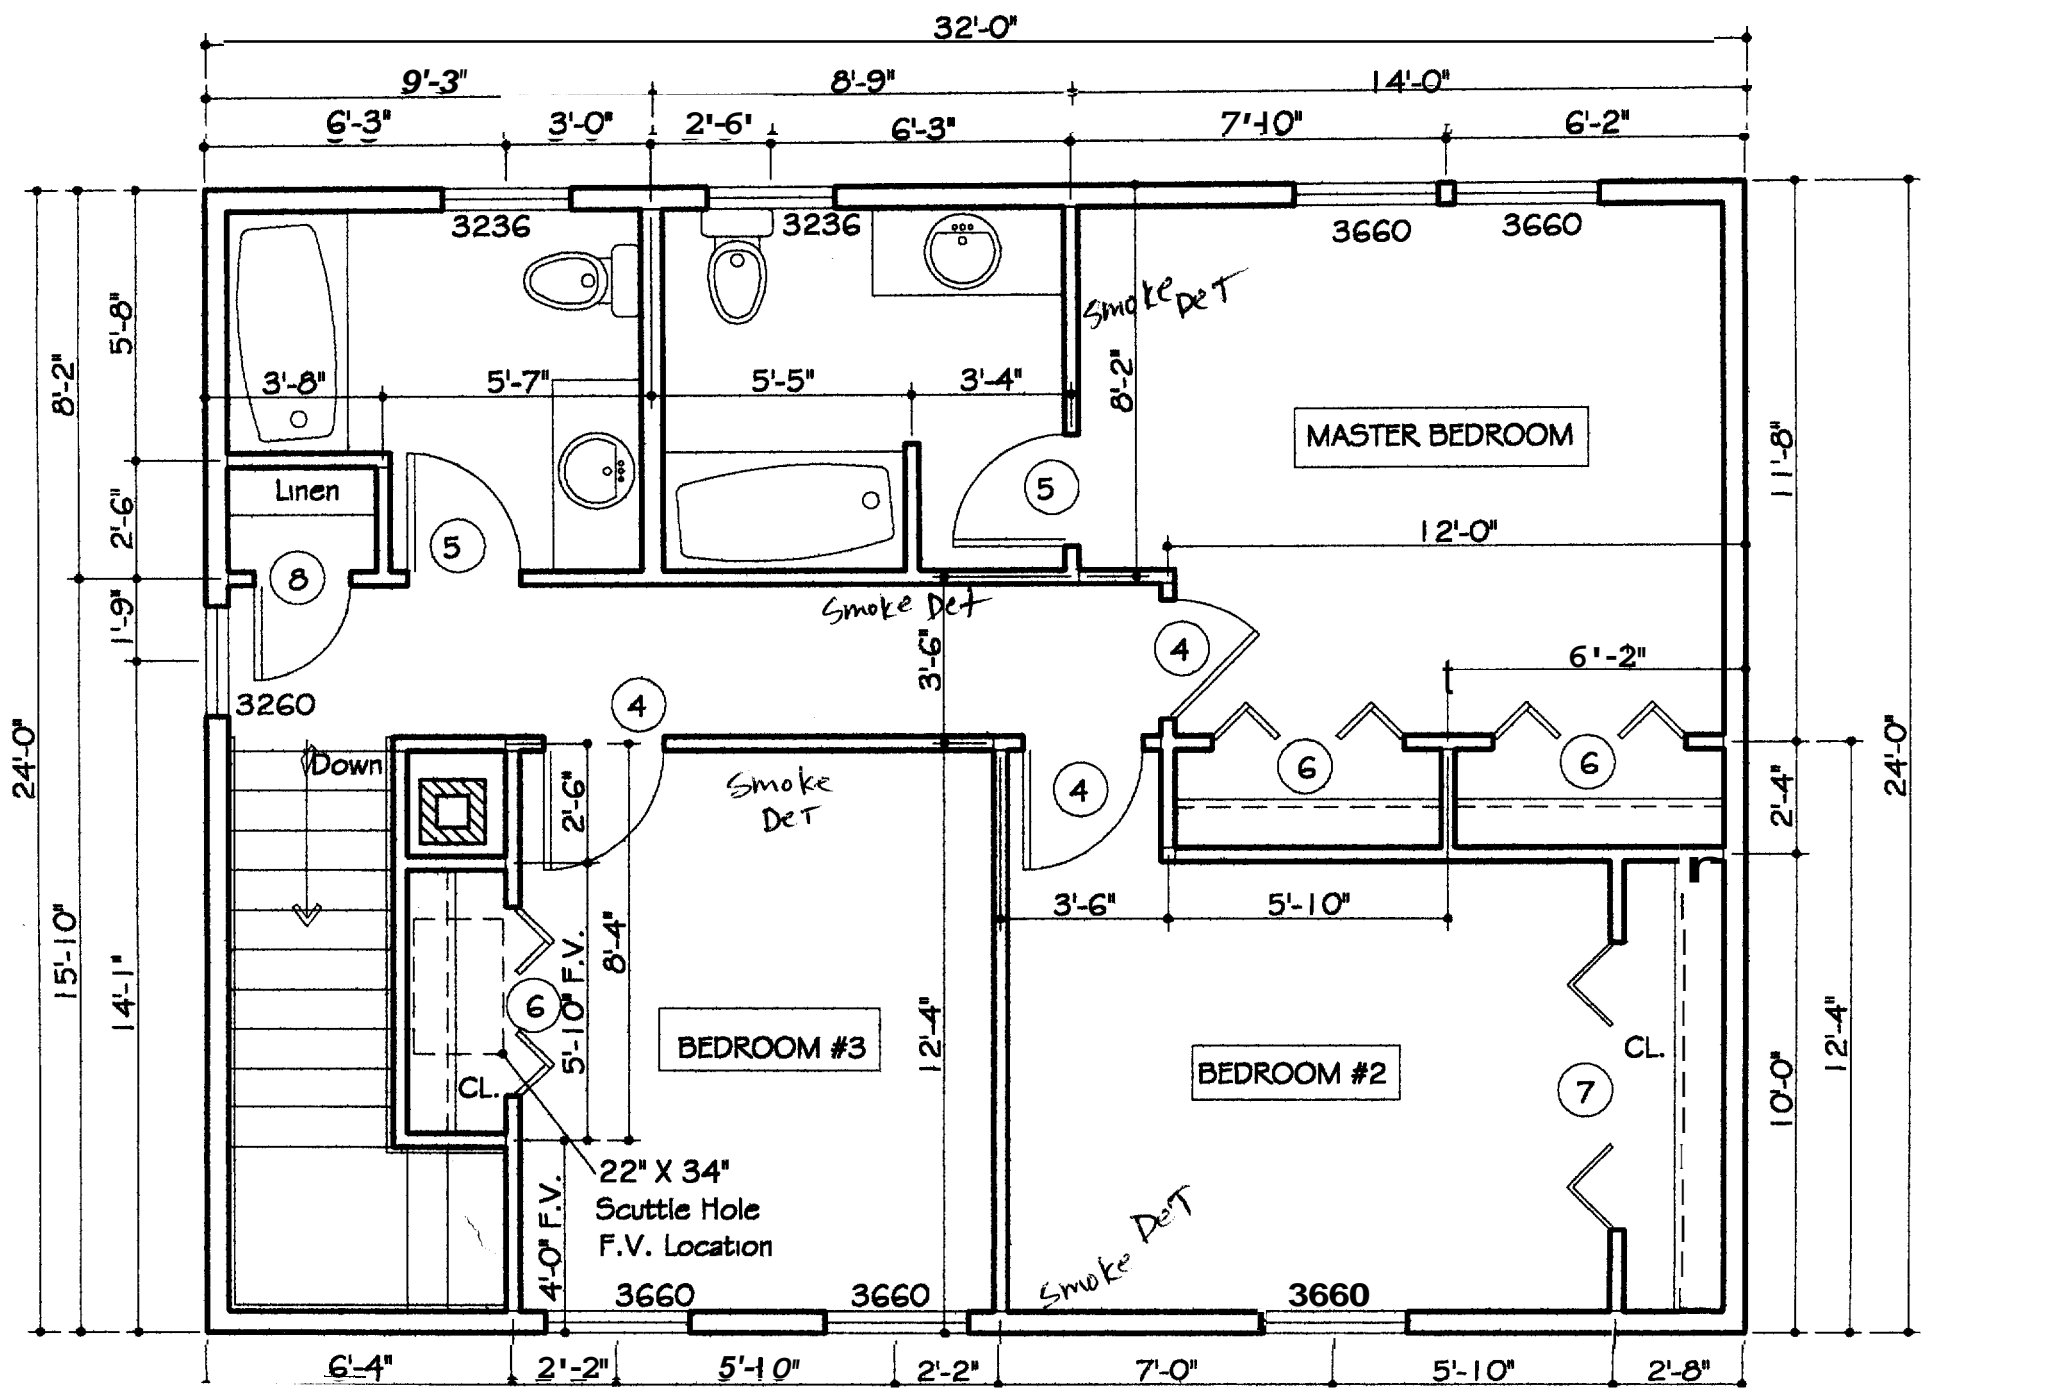 32'-0"
9'-3" 8'-9" 14'-0"
6'-3" 3'-0" 2'-6' 6'-3" 7'-10" 6'-2"
3236 3236 3660 3660
Smoke Det
5'-8"
8'-2"
8'-2"
3'-8" 5'-7" 5'-5" 3'-4"
MASTER BEDROOM
11'-8"
Linen
2'-6"
5
5
12'-0"
8
Smoke Det
1'-9"
3'-6"
4
6'-2"
3260
4
24'-0"
24'-0"
Down
Smoke
Det
4
6
6
2'-6"
2'-4"
3'-6" 5'-10"
15'-10"
14'-1"
8'-4"
5'-10" F.V.
6
BEDROOM #3
12'-4"
BEDROOM #2
CL.
CL.
7
10'-0"
12'-4"
22" X 34"
Scuttle Hole
F.V. Location
4'-0" F.V.
Smoke Det
3660 3660 3660
6'-4" 2'-2" 5'-10" 2'-2" 7'-0" 5'-10" 2'-8"